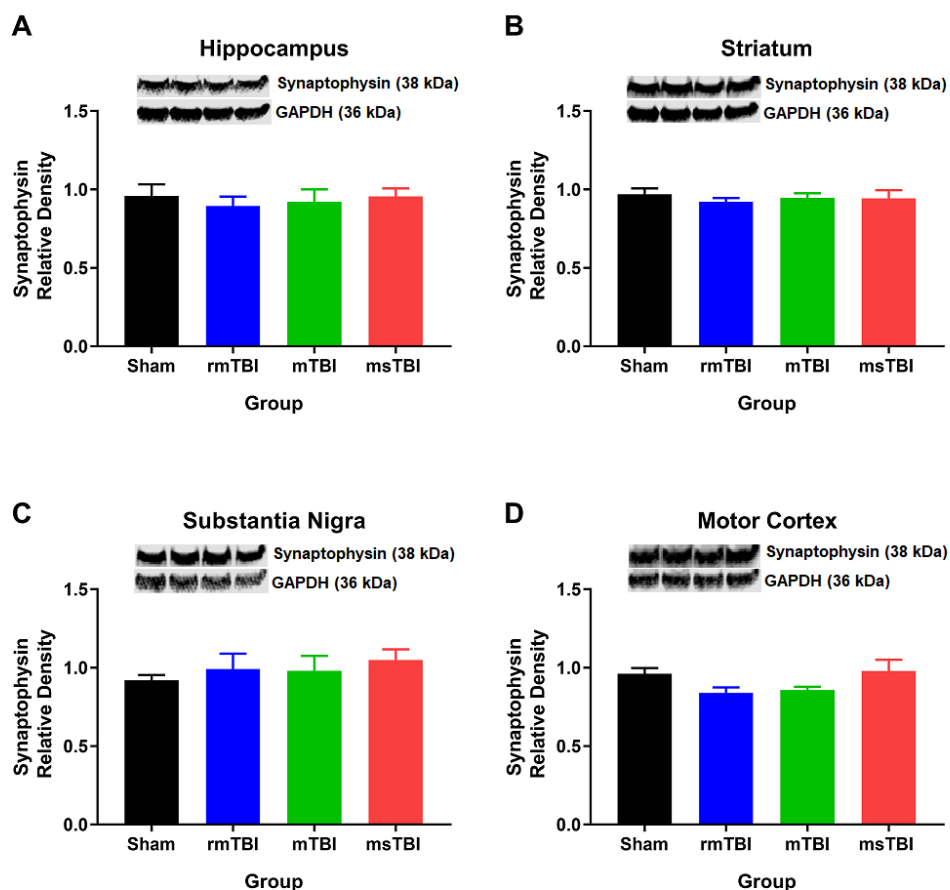 A
Hippocampus
Synaptophysin (38 kDa)
GAPDH (36 kDa)
Synaptophysin
Relative Density
1.5
1.0
0.5
0.0
Sham rmTBI mTBI msTBI
Group
B
Striatum
Synaptophysin (38 kDa)
GAPDH (36 kDa)
Synaptophysin
Relative Density
1.5
1.0
0.5
0.0
Sham rmTBI mTBI msTBI
Group
C
Substantia Nigra
Synaptophysin (38 kDa)
GAPDH (36 kDa)
Synaptophysin
Relative Density
1.5
1.0
0.5
0.0
Sham rmTBI mTBI msTBI
Group
D
Motor Cortex
Synaptophysin (38 kDa)
GAPDH (36 kDa)
Synaptophysin
Relative Density
1.5
1.0
0.5
0.0
Sham rmTBI mTBI msTBI
Group